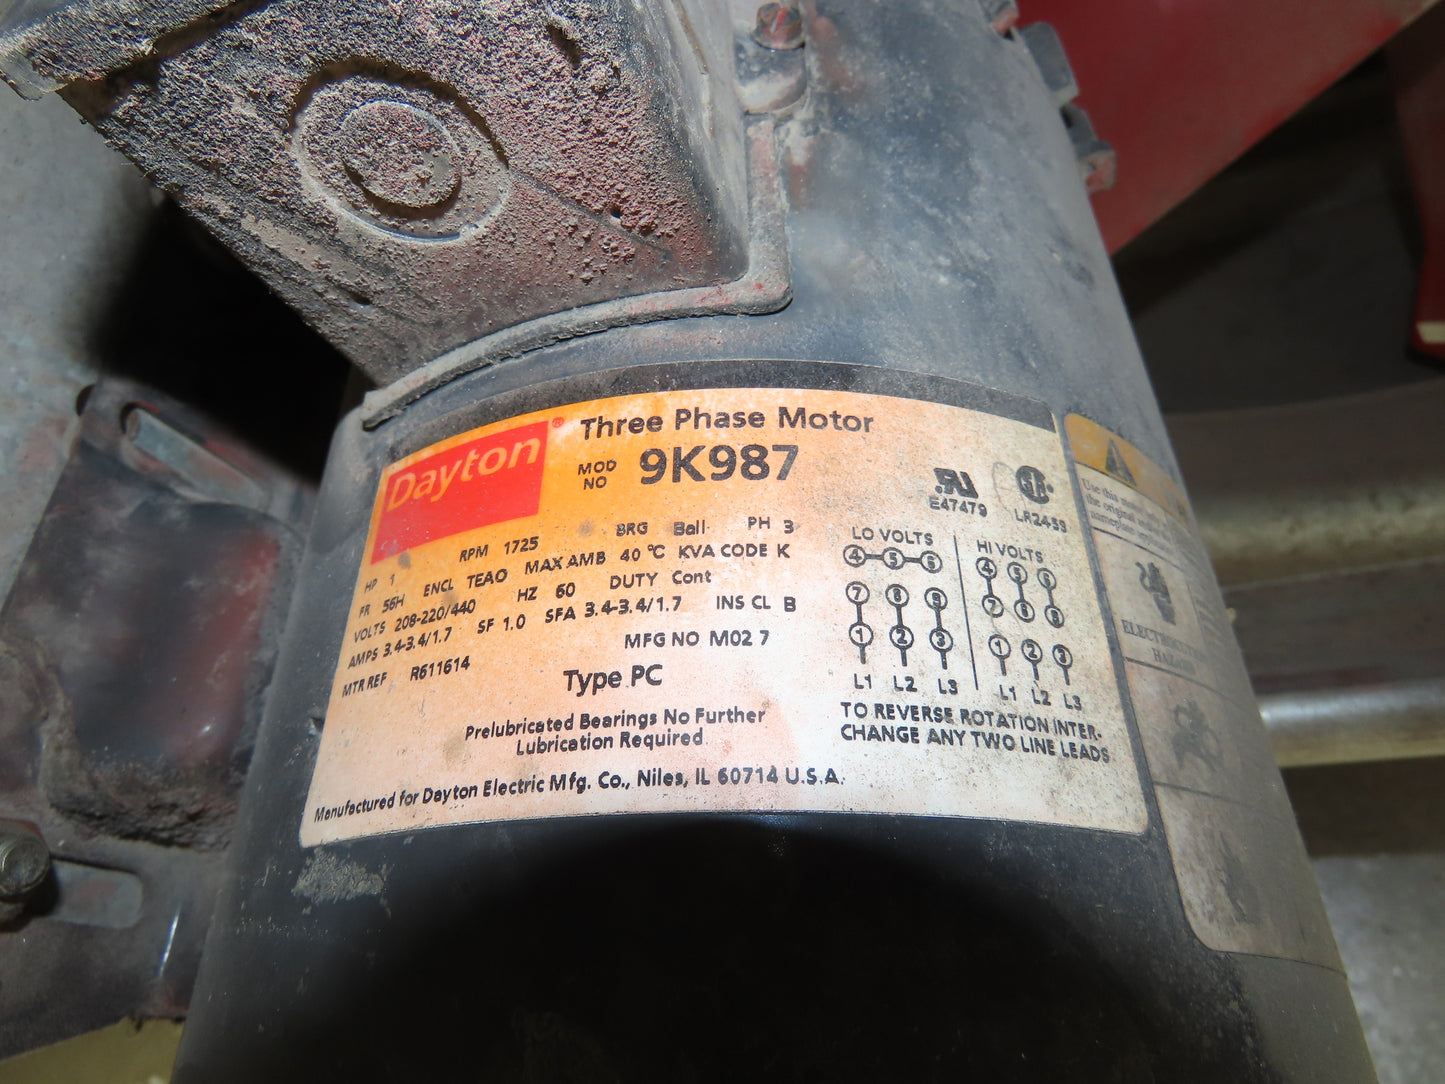 Dayton®
Three Phase Motor
MOD NO 9K987
E47479
LR2453
HP 1 RPM 1725 BRG Ball PH 3
FR 56H ENCL TEAO MAX AMB 40 °C KVA CODE K
VOLTS 208-220/440 HZ 60 DUTY Cont
AMPS 3.4-3.4/1.7 SF 1.0 SFA 3.4-3.4/1.7 INS CL B
MTR REF R611614 MFG NO M02 7
Type PC
Prelubricated Bearings No Further
Lubrication Required
Manufactured for Dayton Electric Mfg. Co., Niles, IL 60714 U.S.A.
LO VOLTS
4 5 6
7 8 9
1 2 3
L1 L2 L3
HI VOLTS
4 5 6
7 8 9
1 2 3
L1 L2 L3
TO REVERSE ROTATION INTER-
CHANGE ANY TWO LINE LEADS
Use this
the original
nameplate
HAZARD